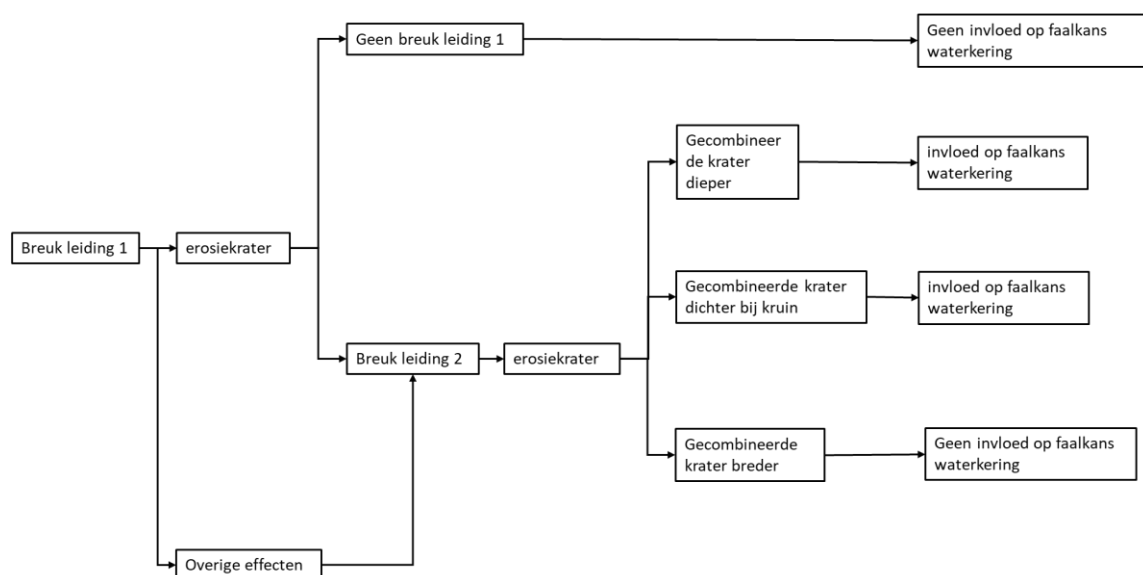 Geen breuk leiding 1
Geen invloed op faalkans
waterkering
Gecombineer
de krater
dieper
invloed op faalkans
waterkering
Breuk leiding 1
erosiekrater
Gecombineerde krater
dichter bij kruin
invloed op faalkans
waterkering
Breuk leiding 2
erosiekrater
Gecombineerde
krater breder
Geen invloed op faalkans
waterkering
Overige effecten